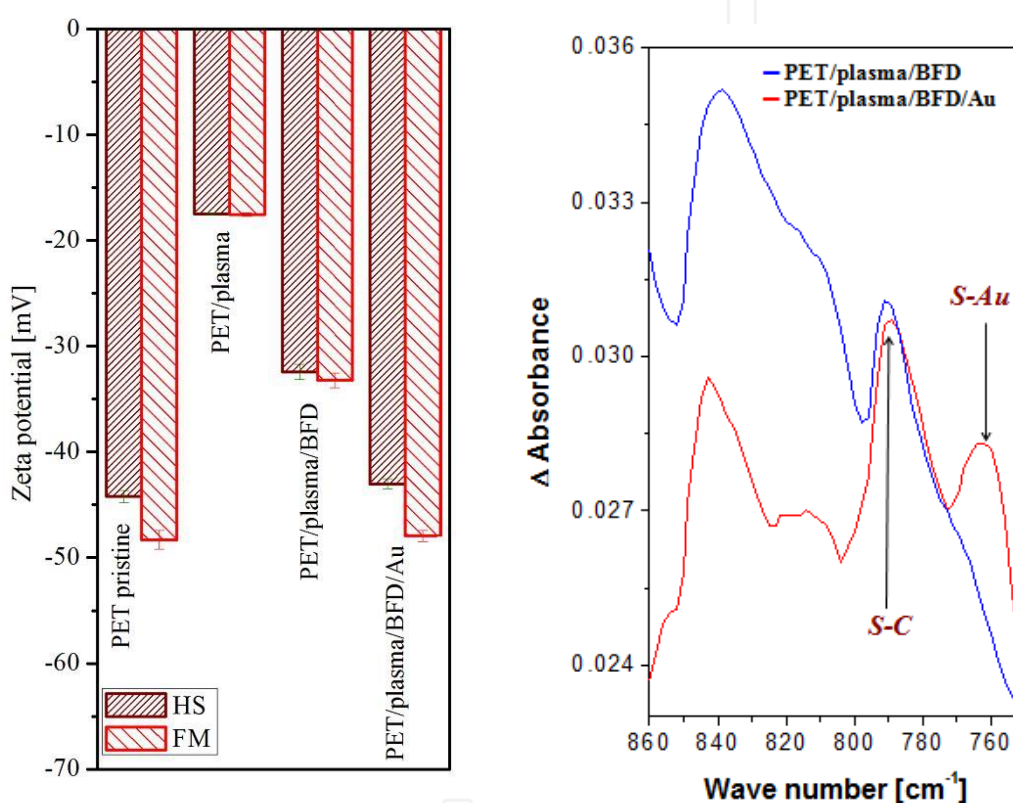 0
-10
-20
-30
-40
-50
-60
-70
Zeta potential [mV]
PET pristine
PET/plasma
PET/plasma/BFD
PET/plasma/BFD/Au
HS
FM
0.036
0.033
0.030
0.027
0.024
Δ Absorbance
PET/plasma/BFD
PET/plasma/BFD/Au
S-Au
S-C
860 840 820 800 780 760
Wave number [cm⁻¹]